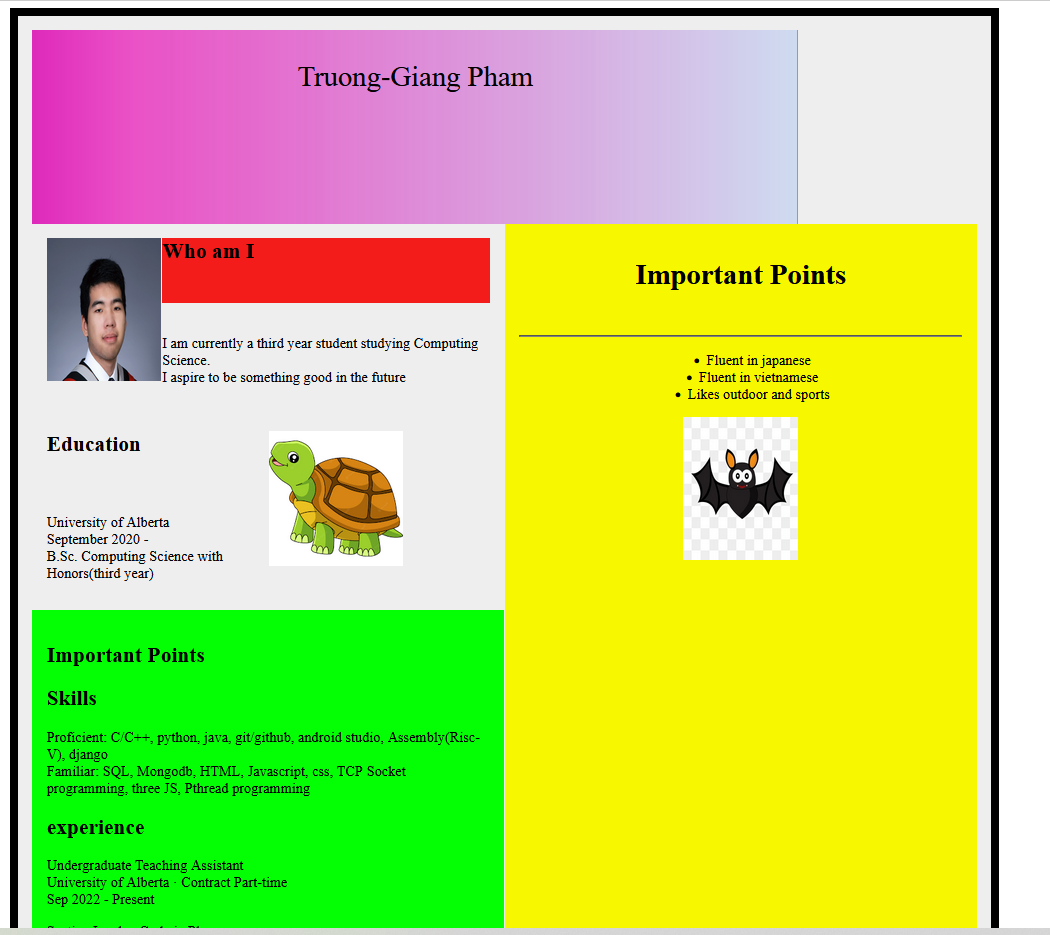 Truong-Giang Pham
Who am I
I am currently a third year student studying Computing
Science.
I aspire to be something good in the future
Education
University of Alberta
September 2020 -
B.Sc. Computing Science with
Honors(third year)
Important Points
Skills
Proficient: C/C++, python, java, git/github, android studio, Assembly(Risc-
V), django
Familiar: SQL, Mongodb, HTML, Javascript, css, TCP Socket
programming, three JS, Pthread programming
experience
Undergraduate Teaching Assistant
University of Alberta · Contract Part-time
Sep 2022 - Present
Important Points
• Fluent in japanese
• Fluent in vietnamese
• Likes outdoor and sports